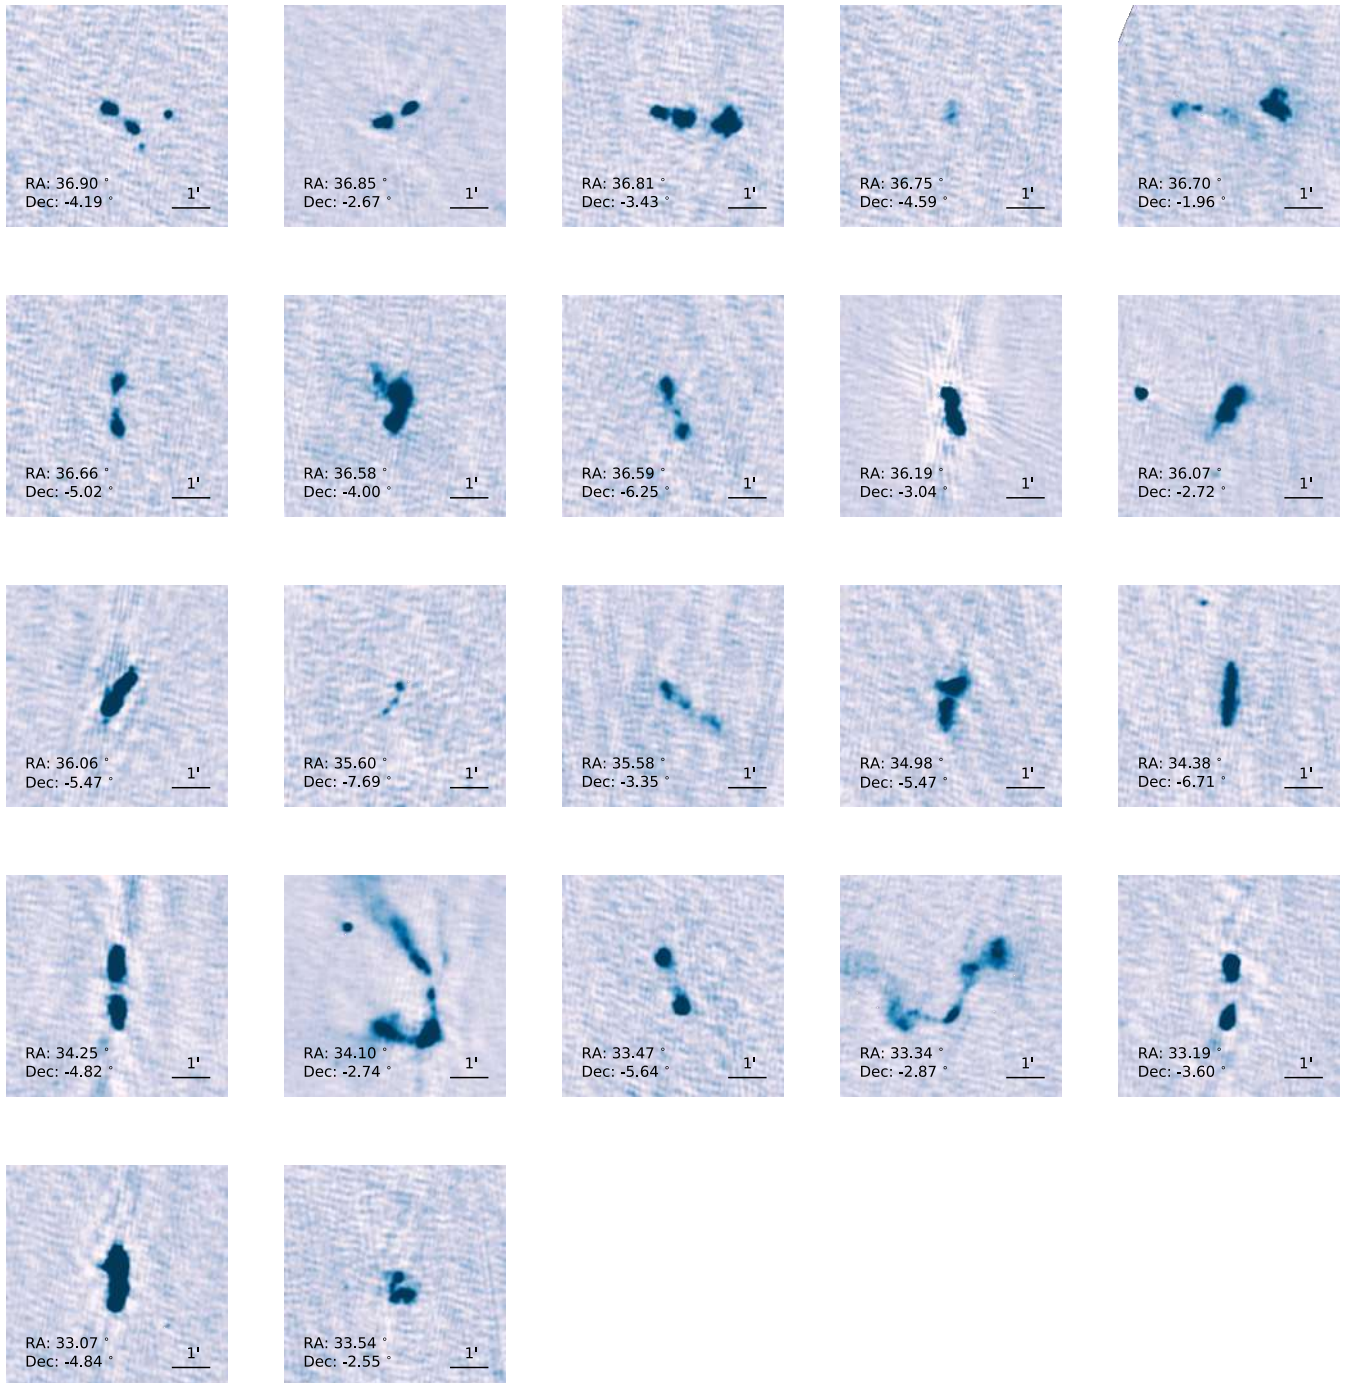 RA: 36.90 °
Dec: -4.19 °
1'
RA: 36.85 °
Dec: -2.67 °
1'
RA: 36.81 °
Dec: -3.43 °
1'
RA: 36.75 °
Dec: -4.59 °
1'
RA: 36.70 °
Dec: -1.96 °
1'
RA: 36.66 °
Dec: -5.02 °
1'
RA: 36.58 °
Dec: -4.00 °
1'
RA: 36.59 °
Dec: -6.25 °
1'
RA: 36.19 °
Dec: -3.04 °
1'
RA: 36.07 °
Dec: -2.72 °
1'
RA: 36.06 °
Dec: -5.47 °
1'
RA: 35.60 °
Dec: -7.69 °
1'
RA: 35.58 °
Dec: -3.35 °
1'
RA: 34.98 °
Dec: -5.47 °
1'
RA: 34.38 °
Dec: -6.71 °
1'
RA: 34.25 °
Dec: -4.82 °
1'
RA: 34.10 °
Dec: -2.74 °
1'
RA: 33.47 °
Dec: -5.64 °
1'
RA: 33.34 °
Dec: -2.87 °
1'
RA: 33.19 °
Dec: -3.60 °
1'
RA: 33.07 °
Dec: -4.84 °
1'
RA: 33.54 °
Dec: -2.55 °
1'